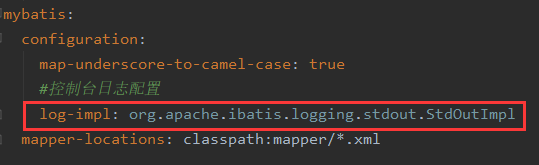 mybatis:
configuration:
map-underscore-to-camel-case: true
#控制台日志配置
log-impl: org.apache.ibatis.logging.stdout.StdOutImpl
mapper-locations: classpath:mapper/*.xml